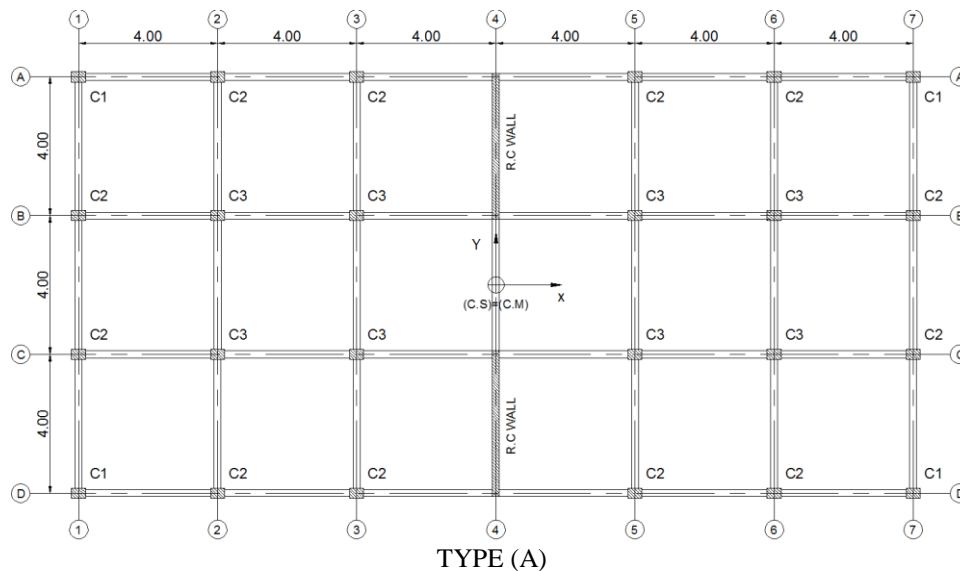 1 2 3 4 5 6 7
4.00 4.00 4.00 4.00 4.00 4.00
A A
C1 C2 C2 C2 C2 C1
4.00
R.C WALL
C2 C3 C3 C3 C3 C2
B B
Y
4.00
X
(C.S)=(C.M)
C2 C3 C3 C3 C3 C2
C C
4.00
R.C WALL
C1 C2 C2 C2 C2 C1
D D
1 2 3 4 5 6 7
TYPE (A)